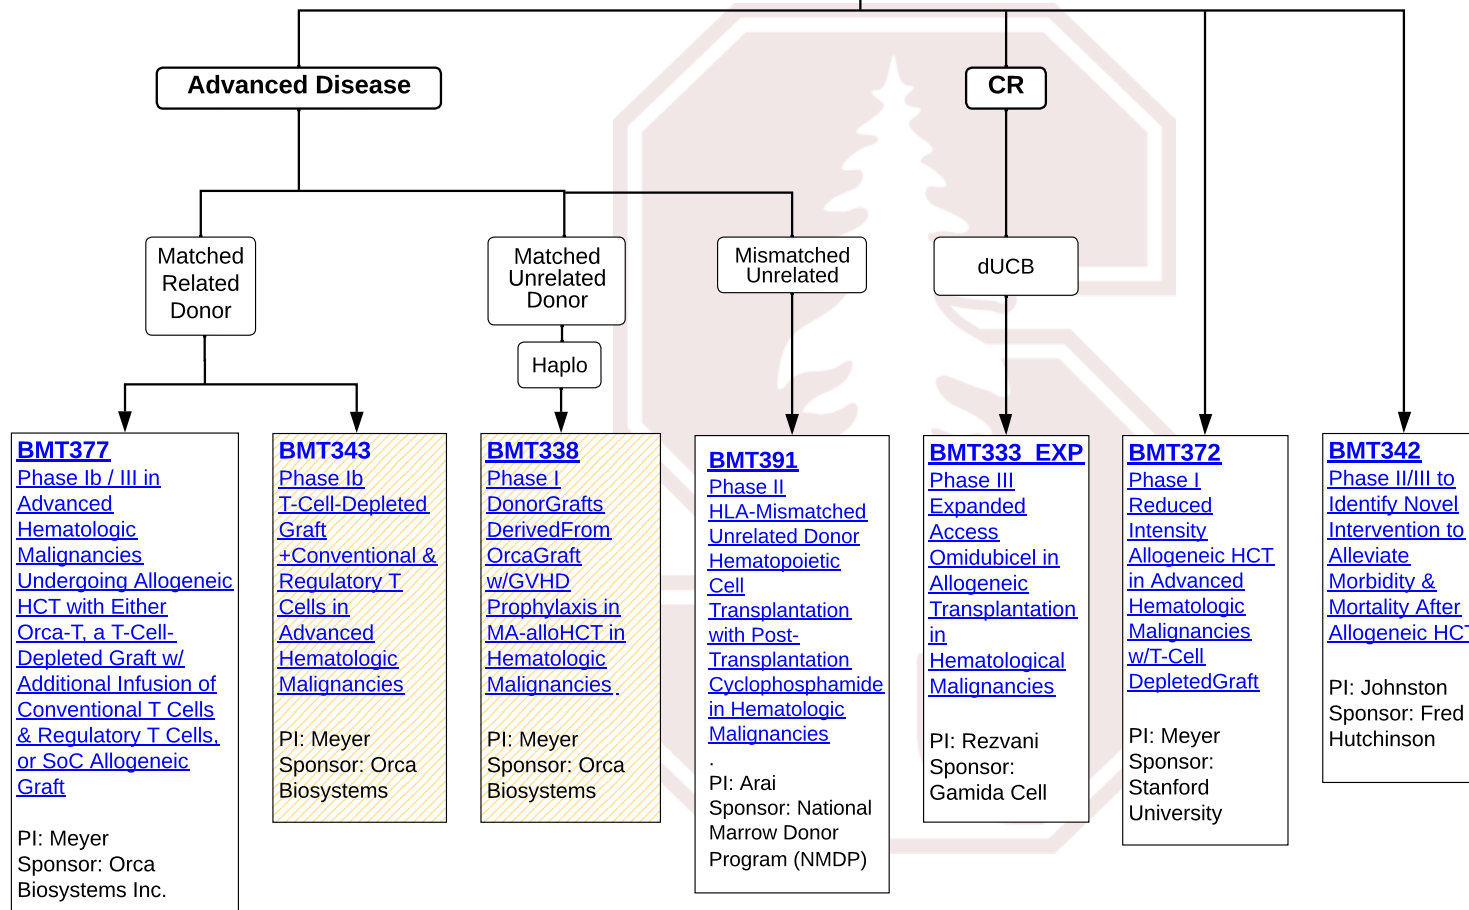 Advanced Disease
CR
Matched
Related
Donor
Matched
Unrelated
Donor
Haplo
Mismatched
Unrelated
dUCB
BMT377
Phase Ib / III in
Advanced
Hematologic
Malignancies
Undergoing Allogeneic
HCT with Either
Orca-T, a T-Cell-
Depleted Graft w/
Additional Infusion of
Conventional T Cells
& Regulatory T Cells,
or SoC Allogeneic
Graft
PI: Meyer
Sponsor: Orca
Biosystems Inc.
BMT343
Phase Ib
T-Cell-Depleted
Graft
+Conventional &
Regulatory T
Cells in
Advanced
Hematologic
Malignancies
PI: Meyer
Sponsor: Orca
Biosystems
BMT338
Phase I
DonorGrafts
DerivedFrom
OrcaGraft
w/GVHD
Prophylaxis in
MA-alloHCT in
Hematologic
Malignancies .
PI: Meyer
Sponsor: Orca
Biosystems
BMT391
Phase II
HLA-Mismatched
Unrelated Donor
Hematopoietic
Cell
Transplantation
with Post-
Transplantation
Cyclophosphamide
in Hematologic
Malignancies
.
PI: Arai
Sponsor: National
Marrow Donor
Program (NMDP)
BMT333_EXP
Phase III
Expanded
Access
Omidubicel in
Allogeneic
Transplantation
in
Hematological
Malignancies
PI: Rezvani
Sponsor:
Gamida Cell
BMT372
Phase I
Reduced
Intensity
Allogeneic HCT
in Advanced
Hematologic
Malignancies
w/T-Cell
DepletedGraft
PI: Meyer
Sponsor:
Stanford
University
BMT342
Phase II/III to
Identify Novel
Intervention to
Alleviate
Morbidity &
Mortality After
Allogeneic HCT
PI: Johnston
Sponsor: Fred
Hutchinson